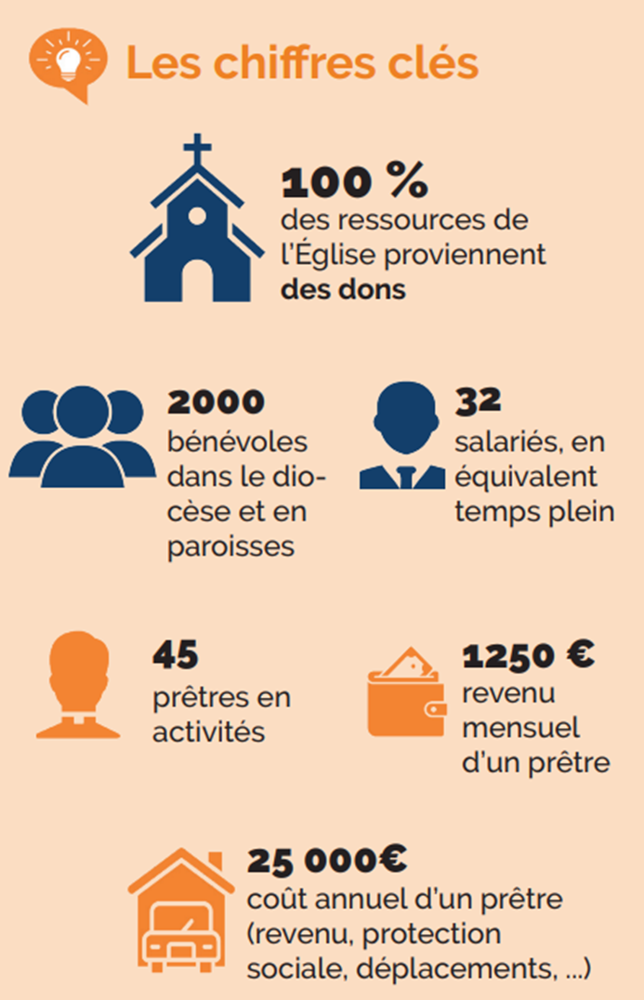 Les chiffres clés
100 %
des ressources de
l'Église proviennent
des dons
2000
bénévoles
dans le dio-
cèse et en
paroisses
32
salariés, en
équivalent
temps plein
45
prêtres en
activités
1250 €
revenu
mensuel
d'un prêtre
25 000€
coût annuel d'un prêtre
(revenu, protection
sociale, déplacements, ...)